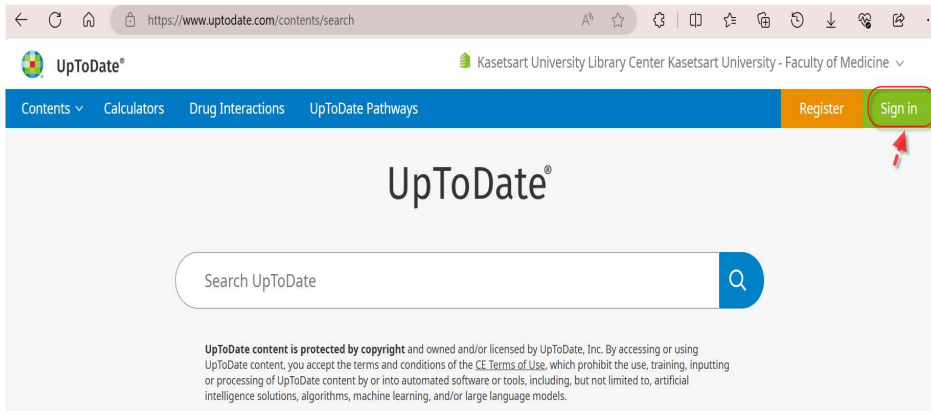 https://www.uptodate.com/contents/search
UpToDate®
Kasetsart University Library Center Kasetsart University - Faculty of Medicine
Contents
Calculators
Drug Interactions
UpToDate Pathways
Register
Sign in
UpToDate®
Search UpToDate
UpToDate content is protected by copyright and owned and/or licensed by UpToDate, Inc. By accessing or using
UpToDate content, you accept the terms and conditions of the CE Terms of Use, which prohibit the use, training, inputting
or processing of UpToDate content by or into automated software or tools, including, but not limited to, artificial
intelligence solutions, algorithms, machine learning, and/or large language models.